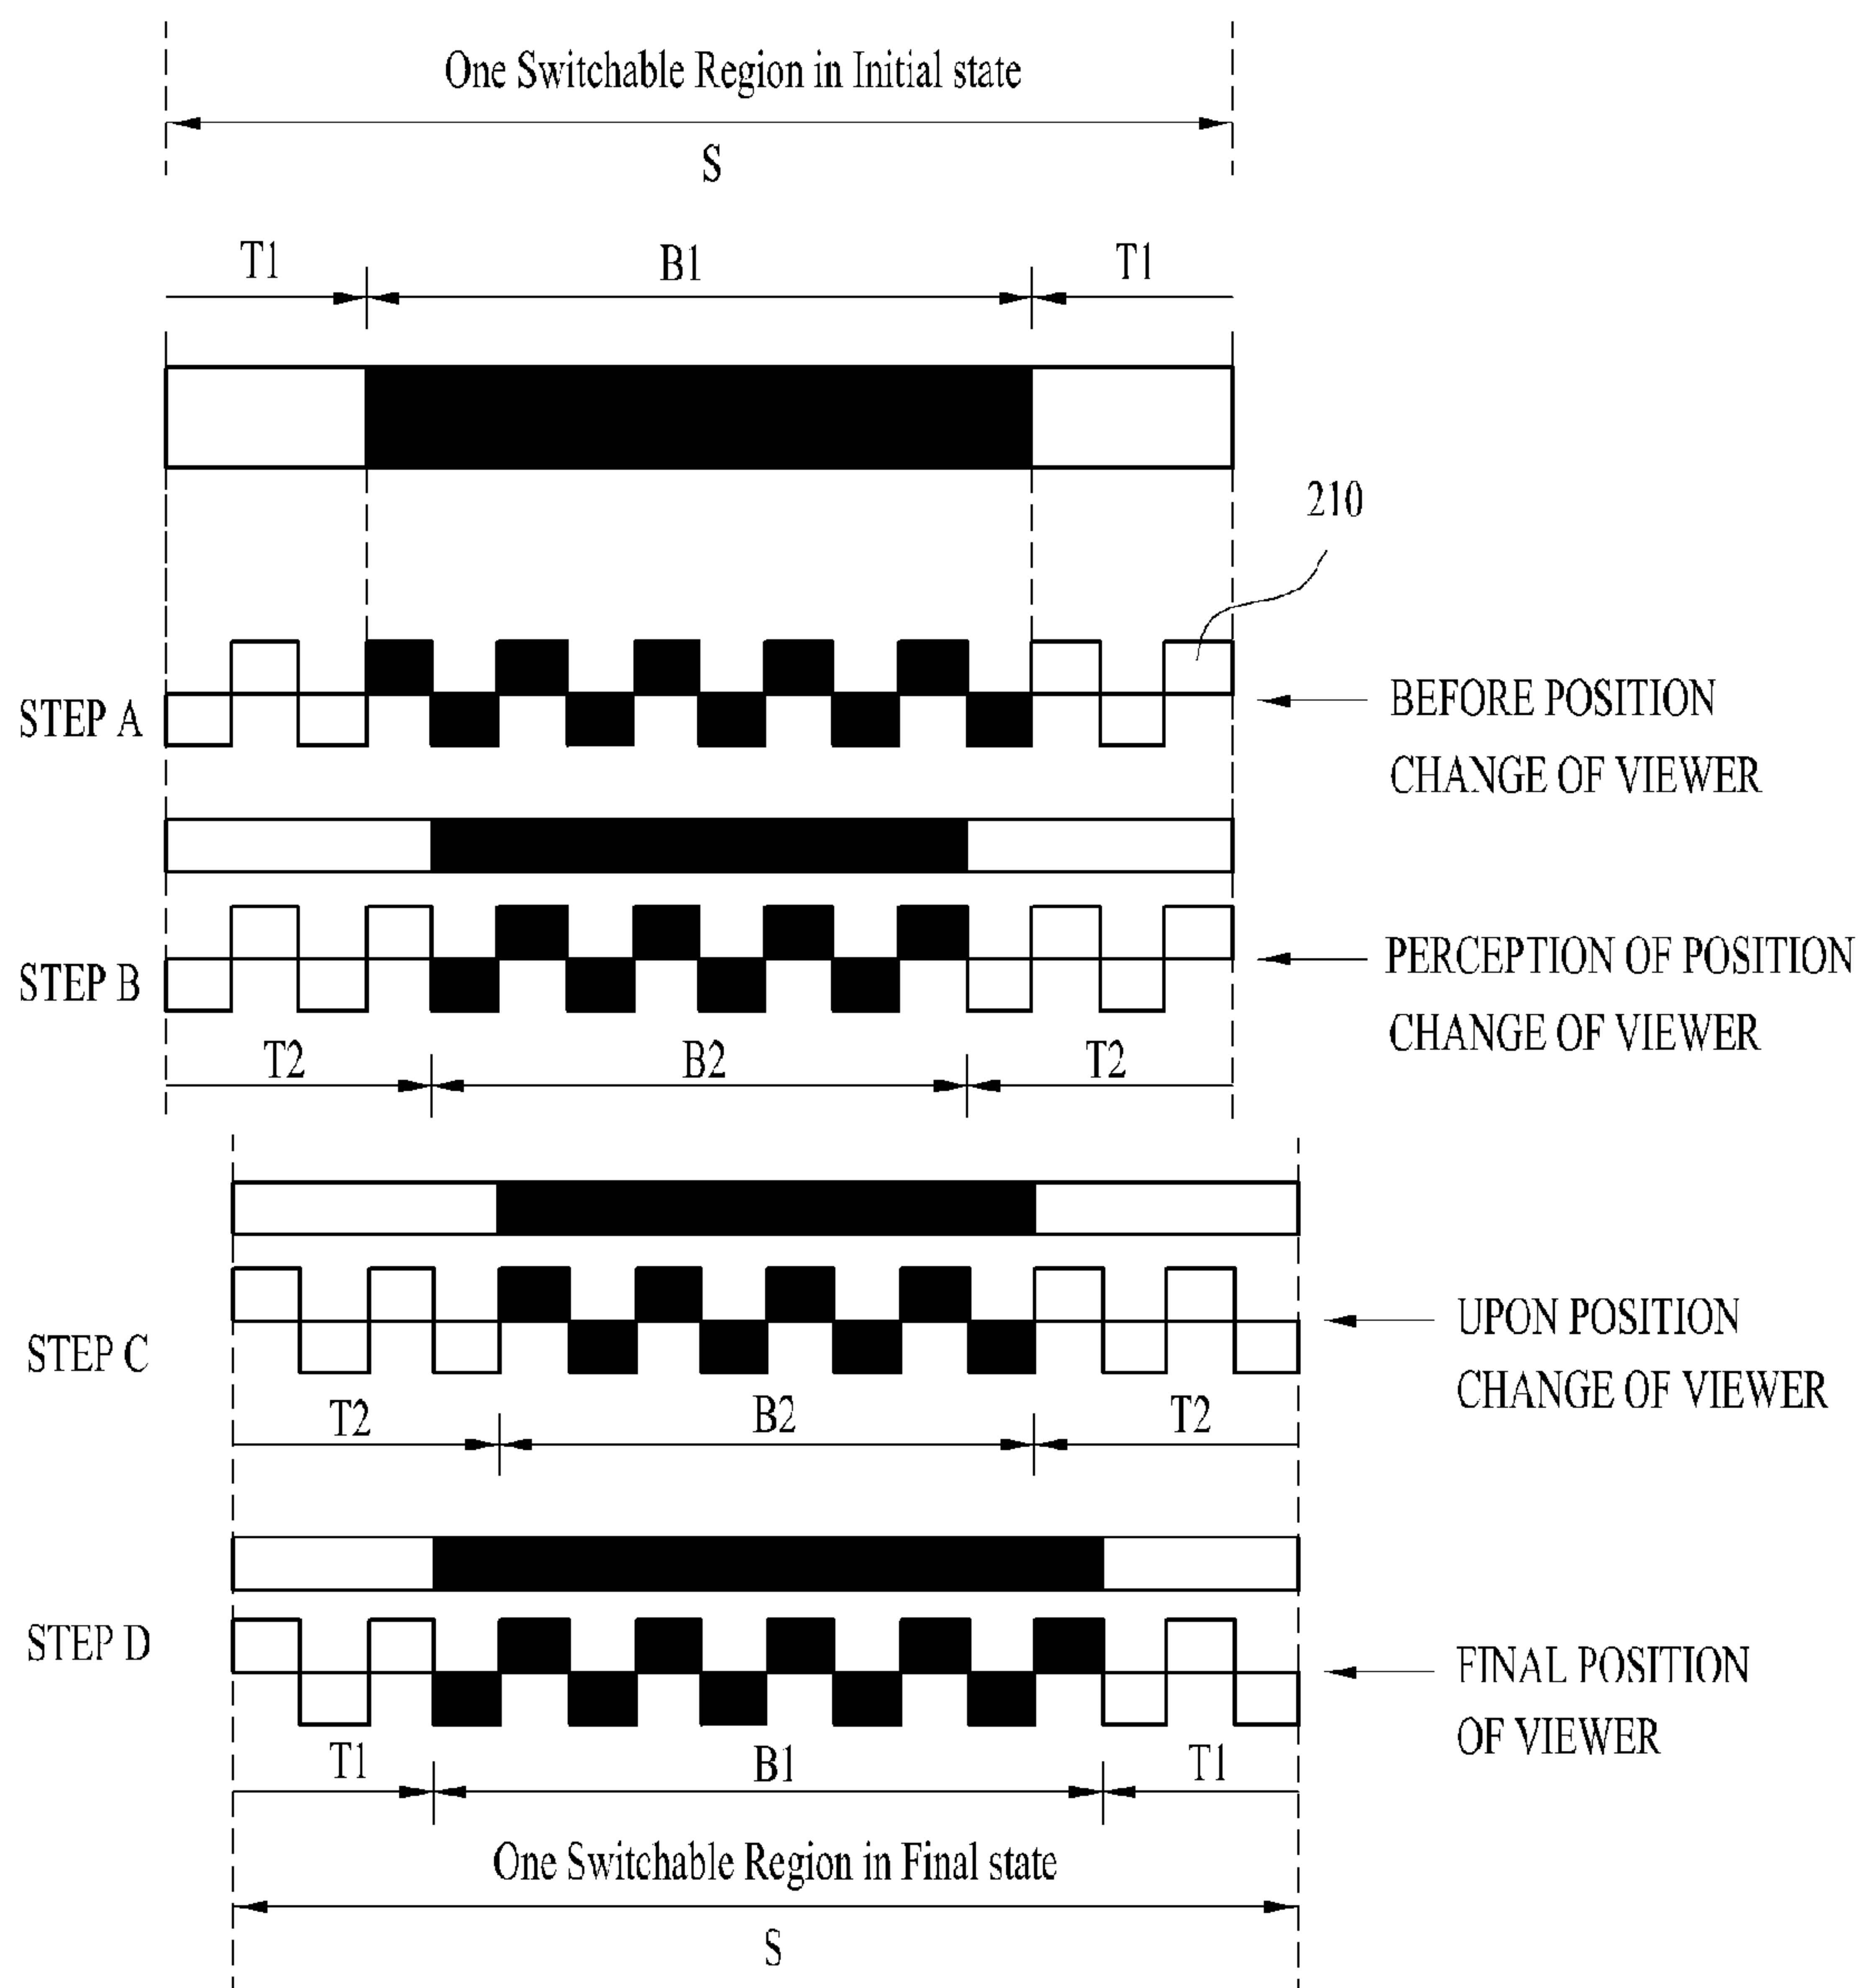 One Switchable Region in Initial state
S
T1 B1 T1
210
STEP A
BEFORE POSITION
CHANGE OF VIEWER
STEP B
PERCEPTION OF POSITION
CHANGE OF VIEWER
T2 B2 T2
STEP C
UPON POSITION
CHANGE OF VIEWER
T2 B2 T2
STEP D
FINAL POSITION
OF VIEWER
T1 B1 T1
One Switchable Region in Final state
S